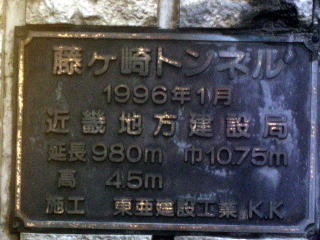 藤ヶ崎トンネル
1996年1月
近畿地方建設局
延長980m 巾10.75m
高 4.5m
施工 東亜建設工業K.K